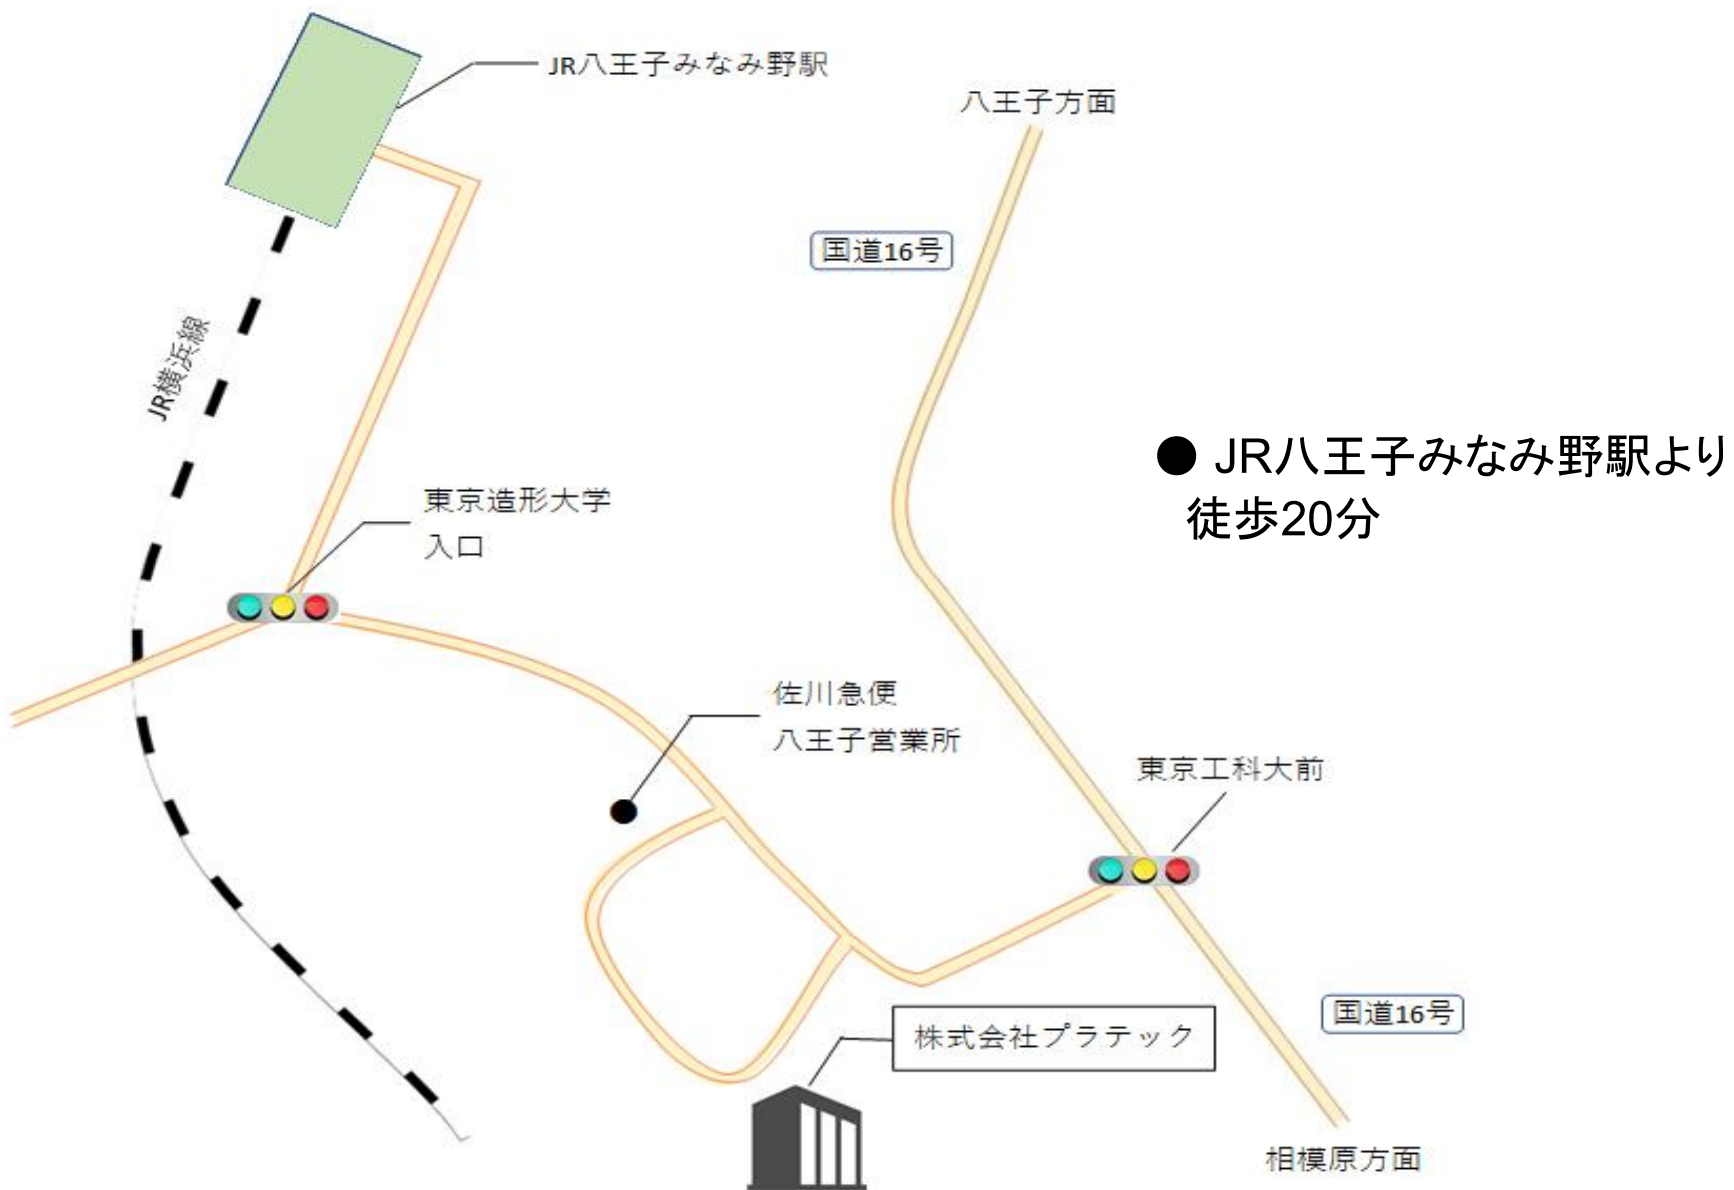 JR八王子みなみ野駅
八王子方面
国道16号
JR横浜線
● JR八王子みなみ野駅より
徒歩20分
東京造形大学
入口
佐川急便
八王子営業所
東京工科大前
国道16号
株式会社プラテック
相模原方面